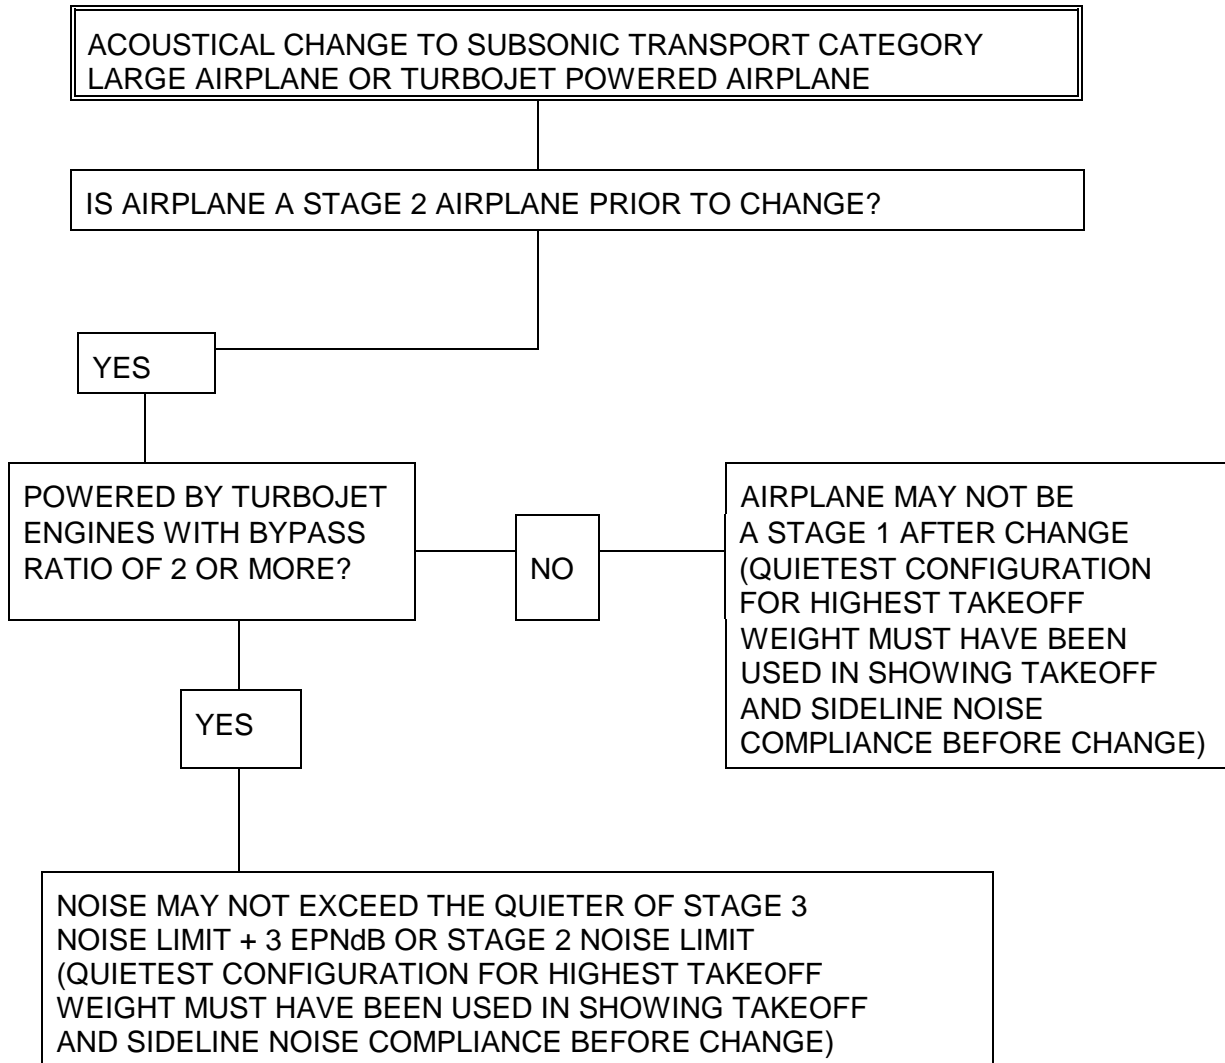 ACOUSTICAL CHANGE TO SUBSONIC TRANSPORT CATEGORY
LARGE AIRPLANE OR TURBOJET POWERED AIRPLANE
IS AIRPLANE A STAGE 2 AIRPLANE PRIOR TO CHANGE?
YES
POWERED BY TURBOJET
ENGINES WITH BYPASS
RATIO OF 2 OR MORE?
NO
AIRPLANE MAY NOT BE
A STAGE 1 AFTER CHANGE
(QUIETEST CONFIGURATION
FOR HIGHEST TAKEOFF
WEIGHT MUST HAVE BEEN
USED IN SHOWING TAKEOFF
AND SIDELINE NOISE
COMPLIANCE BEFORE CHANGE)
YES
NOISE MAY NOT EXCEED THE QUIETER OF STAGE 3
NOISE LIMIT + 3 EPNdB OR STAGE 2 NOISE LIMIT
(QUIETEST CONFIGURATION FOR HIGHEST TAKEOFF
WEIGHT MUST HAVE BEEN USED IN SHOWING TAKEOFF
AND SIDELINE NOISE COMPLIANCE BEFORE CHANGE)